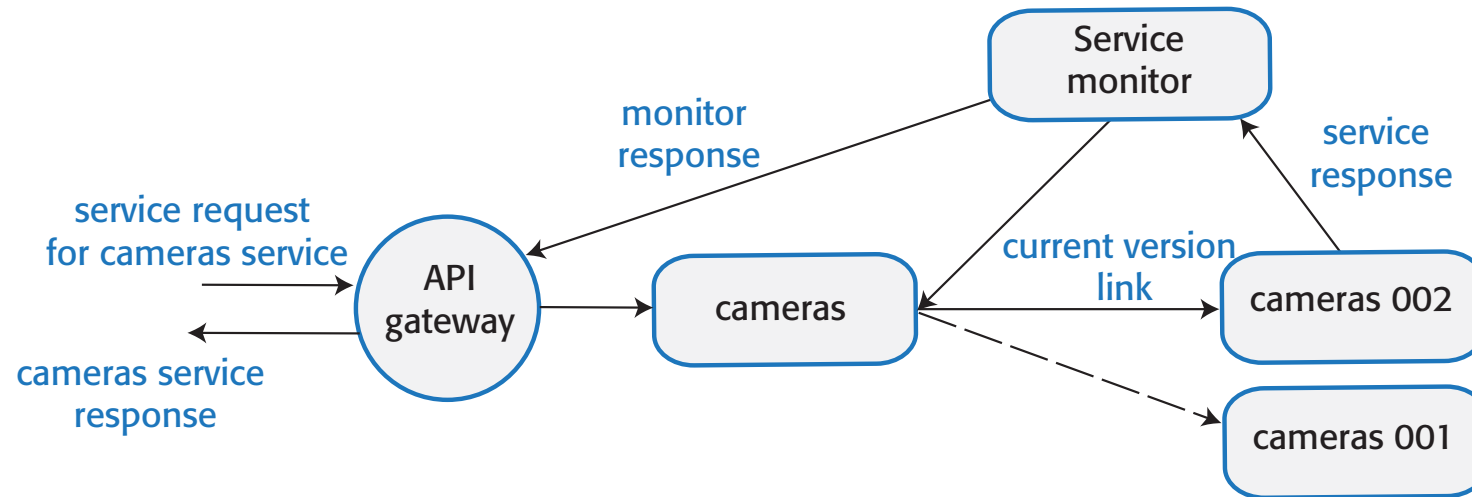 Service
monitor
monitor
response
service
response
service request
for cameras service
API
gateway
cameras
current version
link
cameras 002
cameras service
response
cameras 001